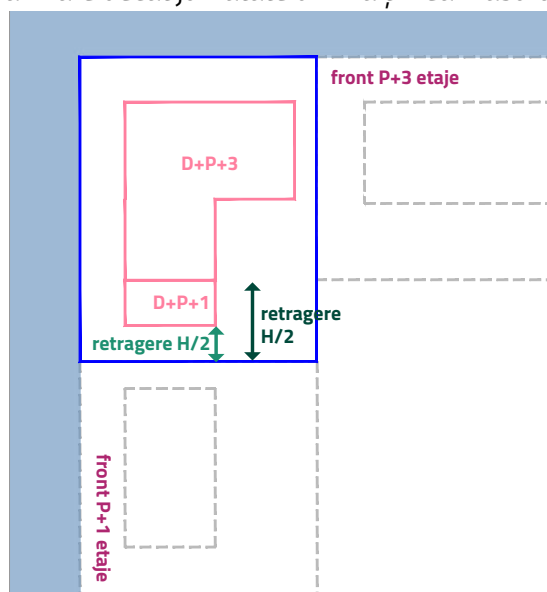 front P+3 etaje
D+P+3
D+P+1
retragere
H/2
retragere H/2
front P+1 etaje